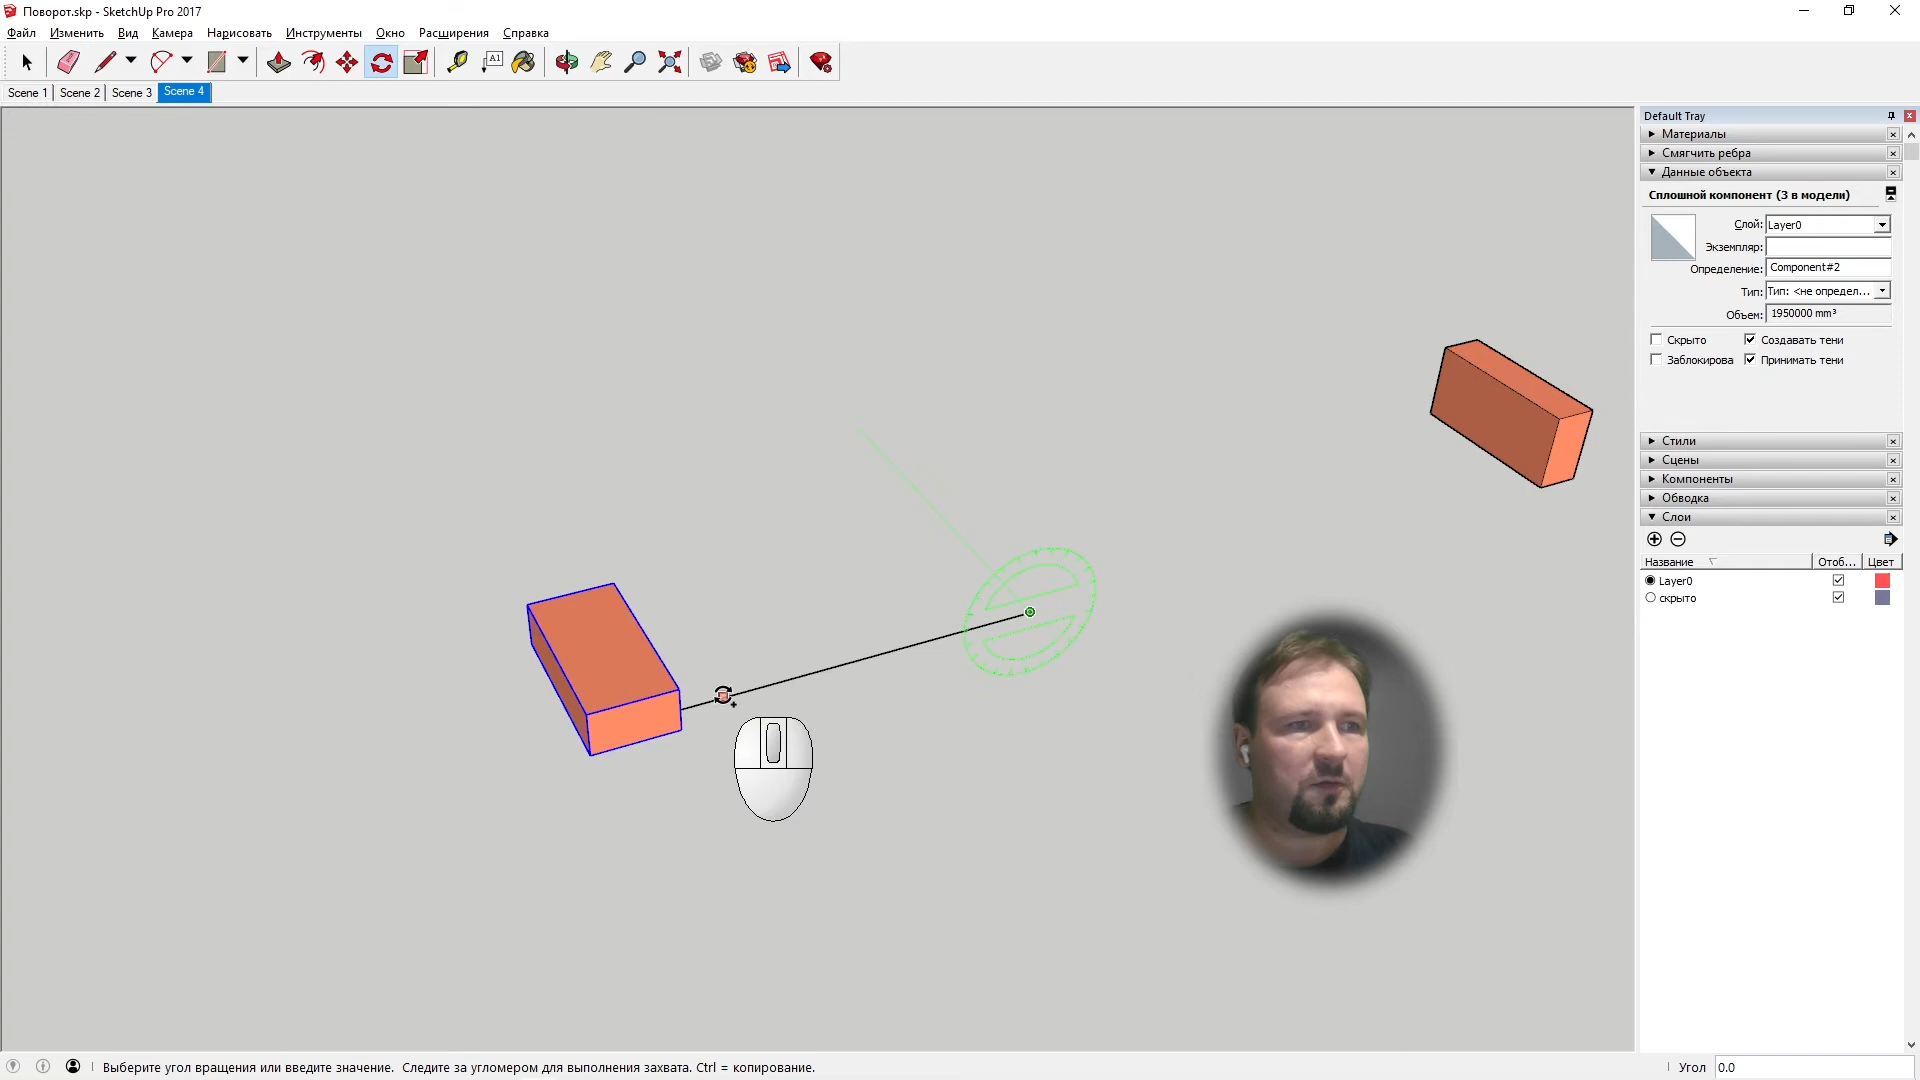 Поворот.skp - SketchUp Pro 2017
Файл Изменить Вид Камера Нарисовать Инструменты Окно Расширения Справка
A1
Scene 1 Scene 2 Scene 3 Scene 4
Default Tray
Материалы
Смягчить ребра
Данные объекта
Сплошной компонент (3 в модели)
Слой: Layer0
Экземпляр:
Определение: Component#2
Тип: Тип: <не определ...
Объем: 1950000 mm³
Скрыто Создавать тени
Заблокирова Принимать тени
Стили
Сцены
Компоненты
Обводка
Слои
Название Отоб... Цвет
Layer0
скрыто
Выберите угол вращения или введите значение. Следите за угломером для выполнения захвата. Ctrl = копирование.
Угол 0.0